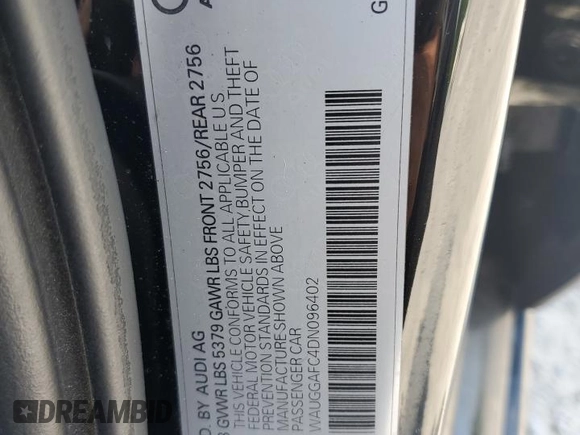 D. BY AUDI AG
GVWR LBS 5379 GAWR LBS FRONT 2756/REAR 2756
THIS VEHICLE CONFORMS TO ALL APPLICABLE U.S.
FEDERAL MOTOR VEHICLE SAFETY BUMPER AND THEFT
PREVENTION STANDARDS IN EFFECT ON THE DATE OF
MANUFACTURE SHOWN ABOVE
PASSENGER CAR
WAUGGAFC4DN096402
G
DREAMBID